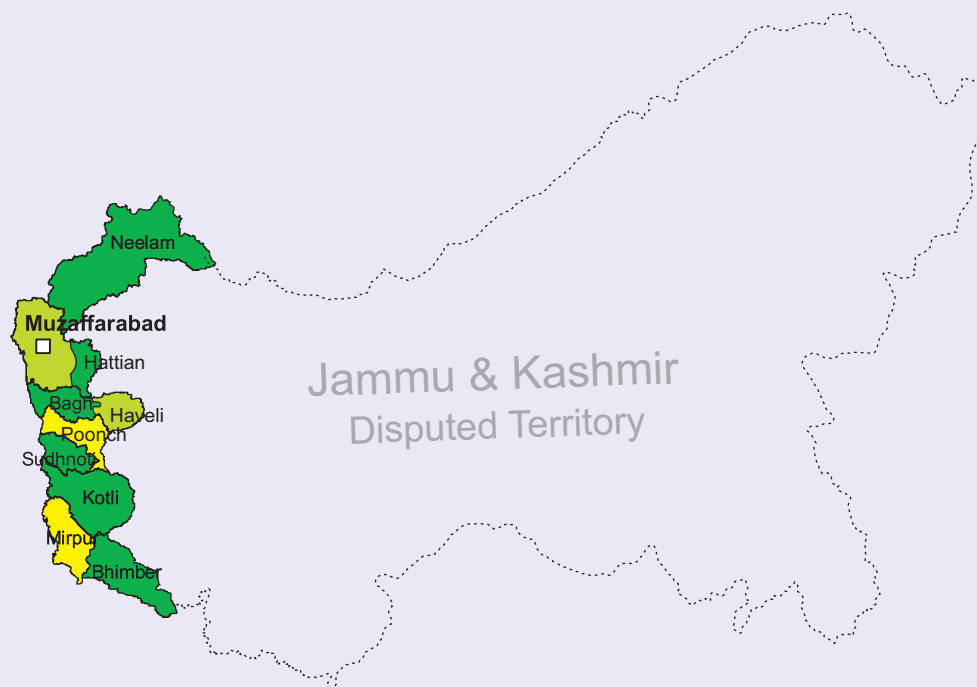 Neelam
Muzaffarabad
Hattian
Jammu & Kashmir
Disputed Territory
Bagh
Haveli
Poonch
Sudhnoti
Kotli
Mirpur
Bhimber